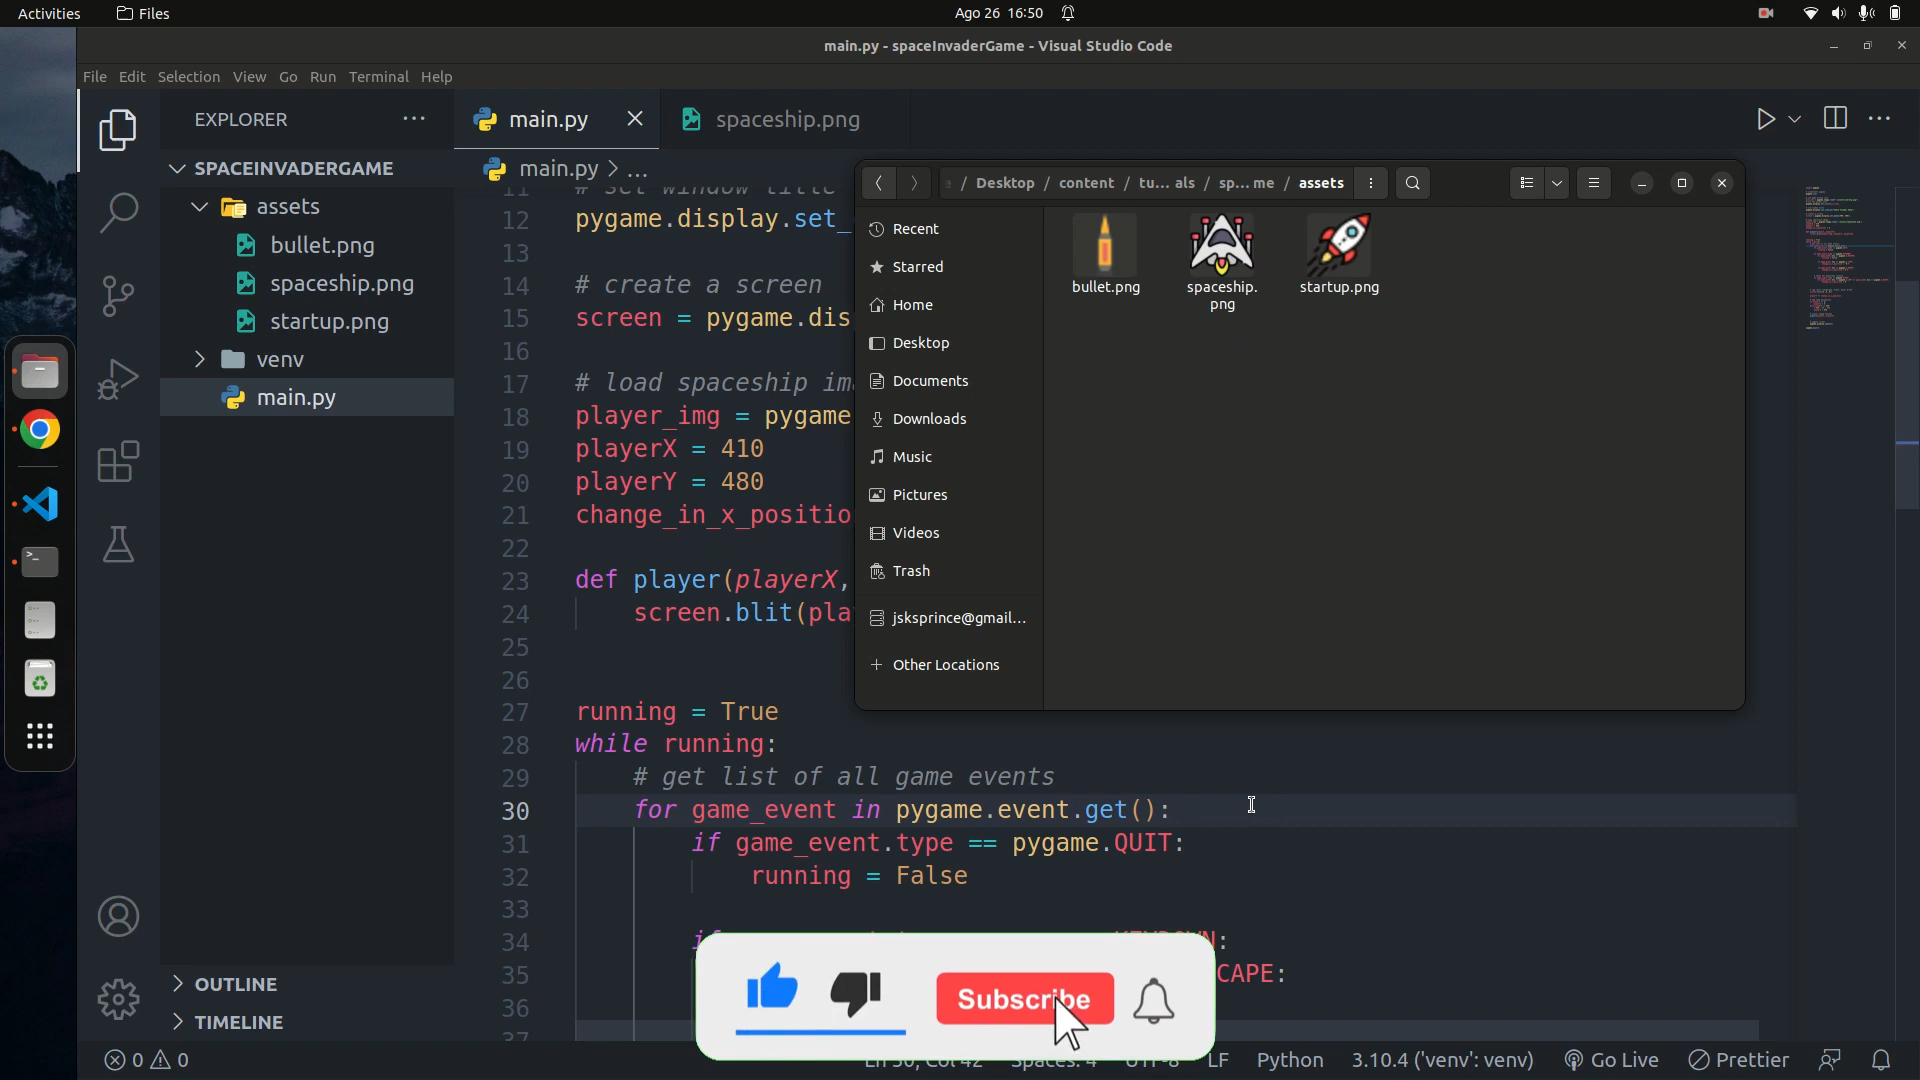 Activities
Files
Ago 26 16:50
main.py - spaceInvaderGame - Visual Studio Code
File Edit Selection View Go Run Terminal Help
EXPLORER
main.py
spaceship.png
SPACEINVADERGAME
assets
bullet.png
spaceship.png
startup.png
venv
main.py
OUTLINE
TIMELINE
main.py > ...
11 # set window title
12 pygame.display.set_
13
14 # create a screen
15 screen = pygame.dis
16
17 # load spaceship im
18 player_img = pygame
19 playerX = 410
20 playerY = 480
21 change_in_x_positio
22
23 def player(playerX,
24 screen.blit(pla
25
26
27 running = True
28 while running:
29 # get list of all game events
30 for game_event in pygame.event.get():
31 if game_event.type == pygame.QUIT:
32 running = False
33
34 KEYDOWN:
35 CAPE:
36
37
/ Desktop / content / tu... als / sp... me / assets
Recent
Starred
Home
Desktop
Documents
Downloads
Music
Pictures
Videos
Trash
jsksprince@gmail...
+ Other Locations
bullet.png
spaceship.
png
startup.png
Subscribe
0 0
Ln 30, Col 42 Spaces: 4 UTF-8 LF Python 3.10.4 ('venv': venv) Go Live Prettier